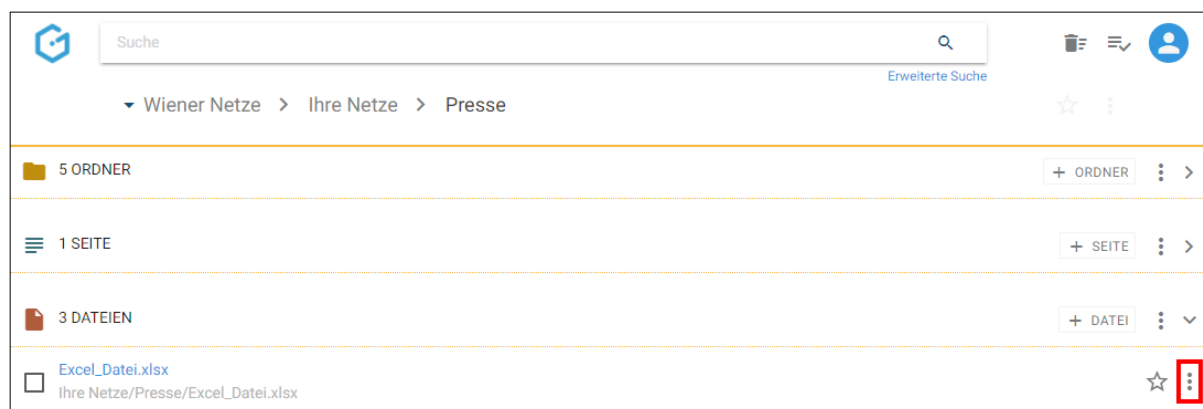 Suche
Erweiterte Suche
Wiener Netze > Ihre Netze > Presse
5 ORDNER
+ ORDNER
1 SEITE
+ SEITE
3 DATEIEN
+ DATEI
Excel_Datei.xlsx
Ihre Netze/Presse/Excel_Datei.xlsx